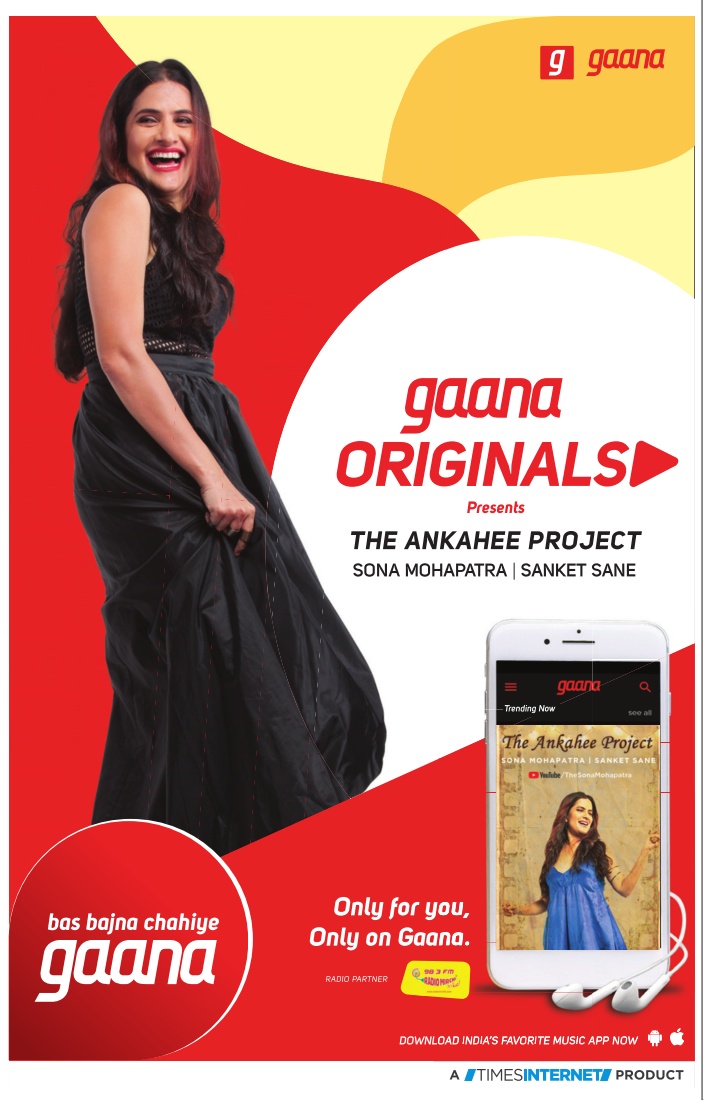 g gaana
gaana
ORIGINALS
Presents
THE ANKAHEE PROJECT
SONA MOHAPATRA | SANKET SANE
gaana
Trending Now
see all
The Ankahee Project
SONA MOHAPATRA | SANKET SANE
YouTube/TheSonaMohapatra
bas bajna chahiye
gaana
Only for you,
Only on Gaana.
RADIO PARTNER
98.3 FM
RADIO MIRCHI
DOWNLOAD INDIA'S FAVORITE MUSIC APP NOW
A TIMESINTERNET PRODUCT